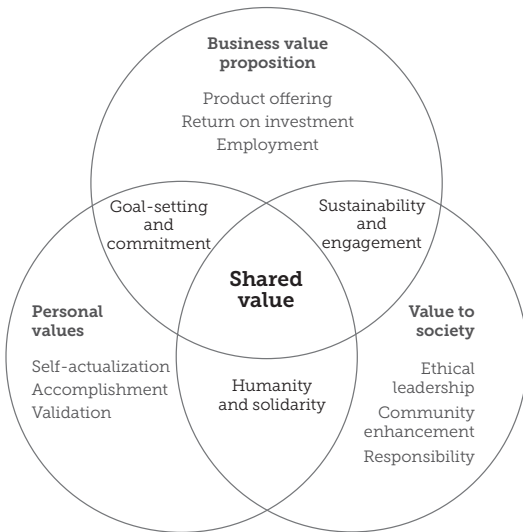 Business value
proposition
Product offering
Return on investment
Employment
Goal-setting
and
commitment
Sustainability
and
engagement
Shared
value
Personal
values
Self-actualization
Accomplishment
Validation
Value to
society
Ethical
leadership
Community
enhancement
Responsibility
Humanity
and solidarity